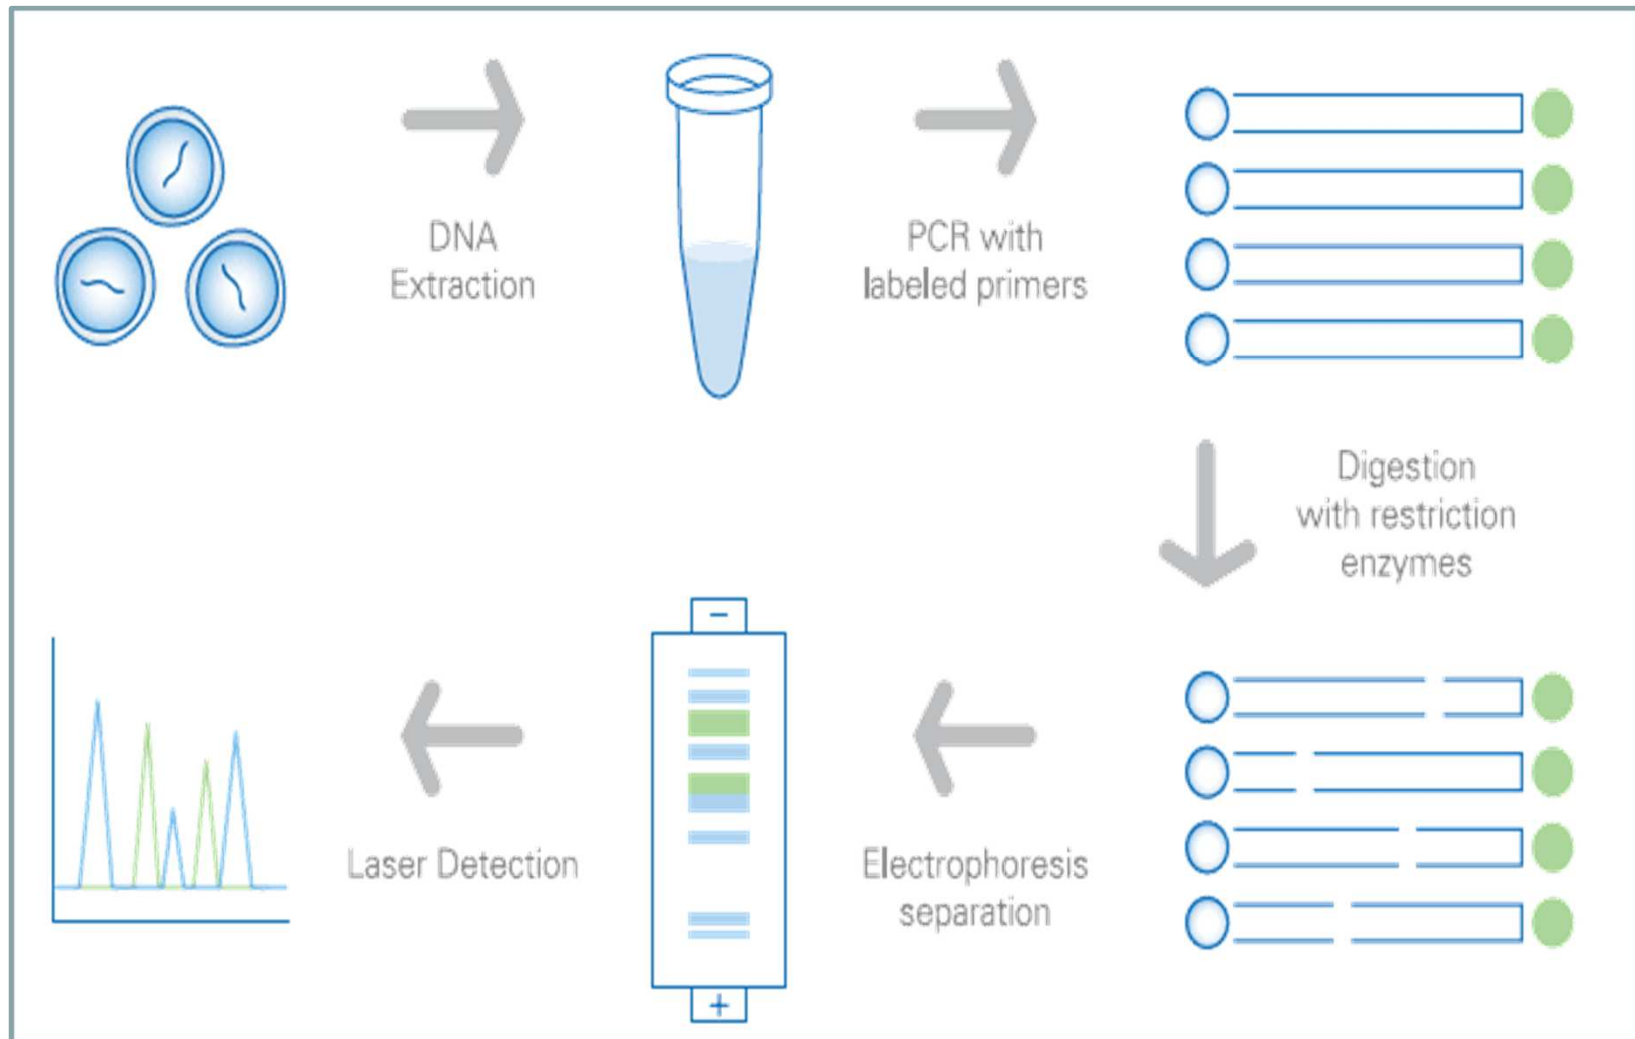 DNA
Extraction
PCR with
labeled primers
Digestion
with restriction
enzymes
−
Laser Detection
Electrophoresis
separation
+